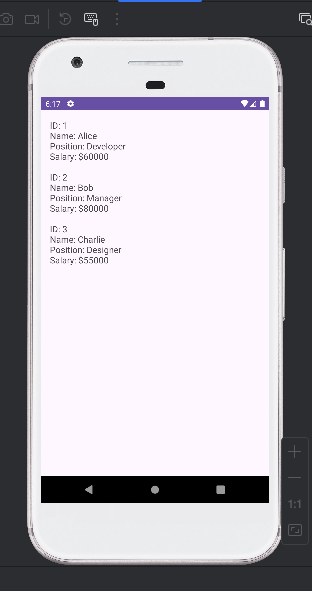 6:17
ID: 1
Name: Alice
Position: Developer
Salary: $60000
ID: 2
Name: Bob
Position: Manager
Salary: $80000
ID: 3
Name: Charlie
Position: Designer
Salary: $55000
1:1